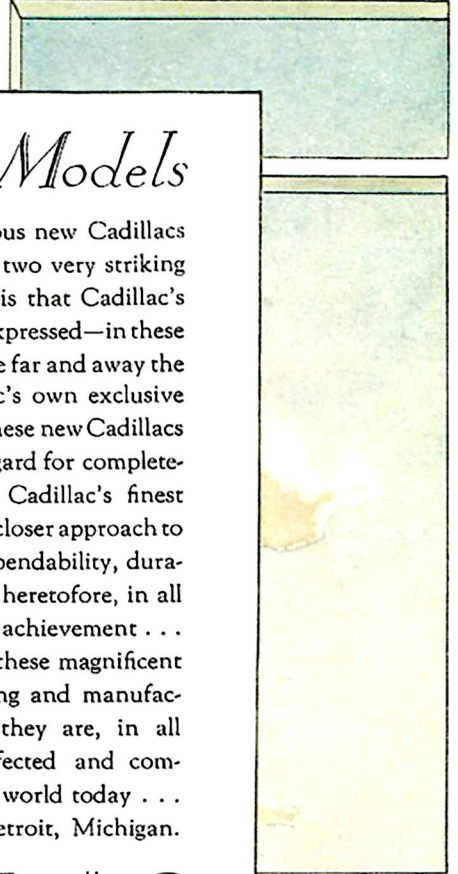 Models
ous new Cadillacs
two very striking
is that Cadillac's
xpressed—in these
e far and away the
c's own exclusive
hese new Cadillacs
gard for complete-
Cadillac's finest
closer approach to
pendability, dura-
heretofore, in all
achievement . . .
these magnificent
ng and manufac-
they are, in all
fected and com-
world today . . .
etroit, Michigan.